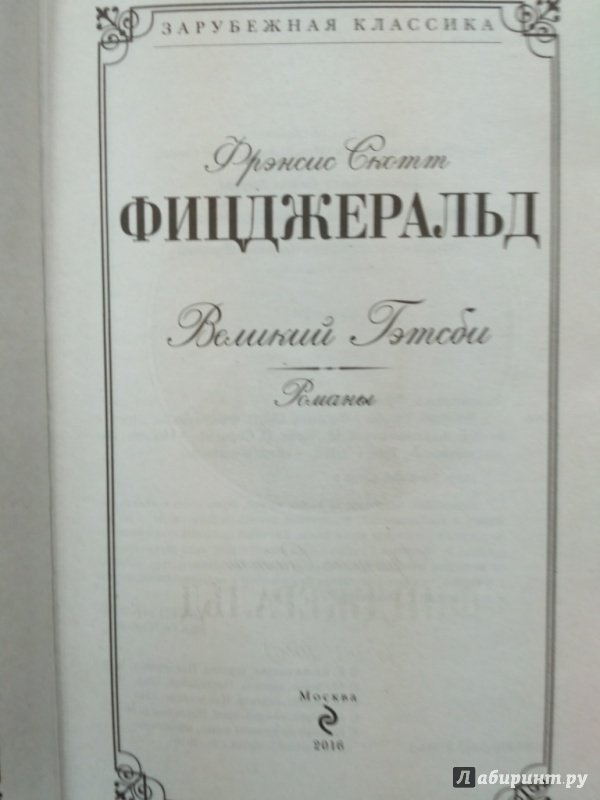 ЗАРУБЕЖНАЯ КЛАССИКА
Фрэнсис Скотт
ФИЦДЖЕРАЛЬД
Великий Гэтсби
Романы
Москва
2016
Лабиринт.ру